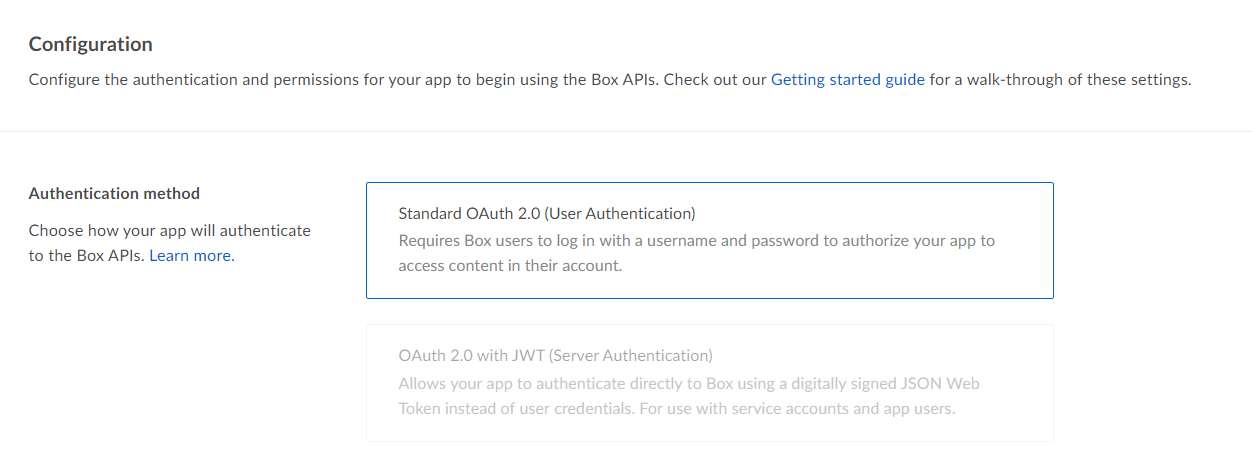 Configuration
Configure the authentication and permissions for your app to begin using the Box APIs. Check out our Getting started guide for a walk-through of these settings.
Authentication method
Choose how your app will authenticate
to the Box APIs. Learn more.
Standard OAuth 2.0 (User Authentication)
Requires Box users to log in with a username and password to authorize your app to
access content in their account.
OAuth 2.0 with JWT (Server Authentication)
Allows your app to authenticate directly to Box using a digitally signed JSON Web
Token instead of user credentials. For use with service accounts and app users.